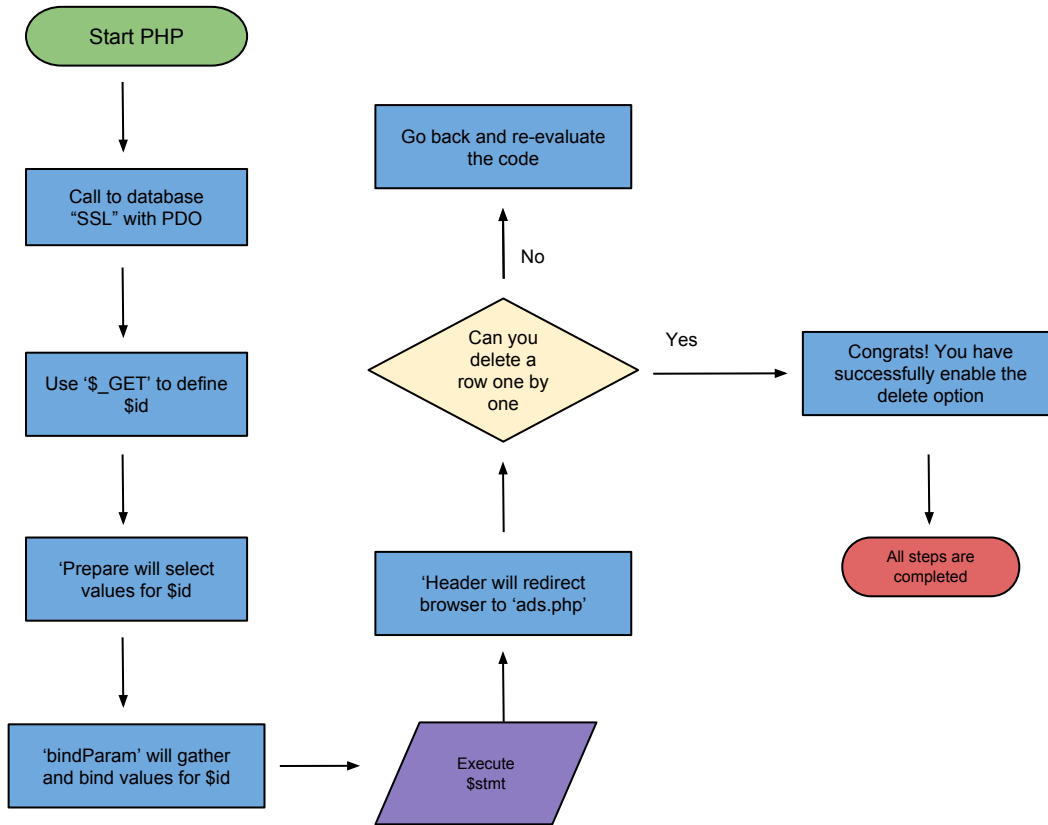 Start PHP
Call to database
“SSL” with PDO
Use ‘$_GET’ to define
$id
‘Prepare will select
values for $id
‘bindParam’ will gather
and bind values for $id
Execute
$stmt
‘Header will redirect
browser to ‘ads.php’
Can you
delete a
row one by
one
No
Go back and re-evaluate
the code
Yes
Congrats! You have
successfully enable the
delete option
All steps are
completed